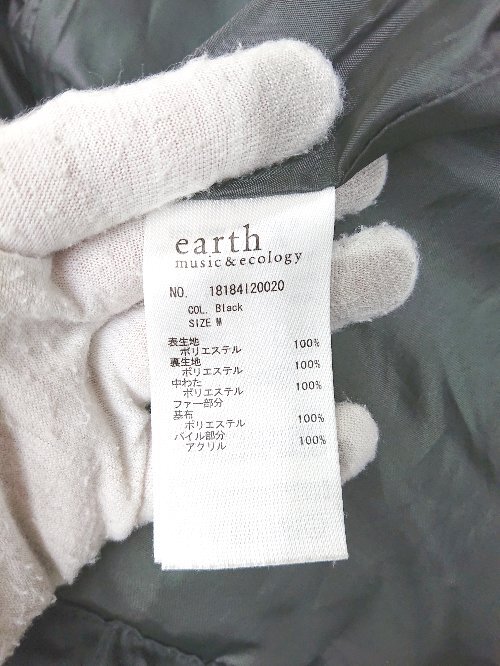 earth
music & ecology
NO. 18184I20020
COL. Black
SIZE M
表生地
ポリエステル 100%
裏生地
ポリエステル 100%
中わた
ポリエステル 100%
ファー部分
基布
ポリエステル 100%
パイル部分
アクリル 100%